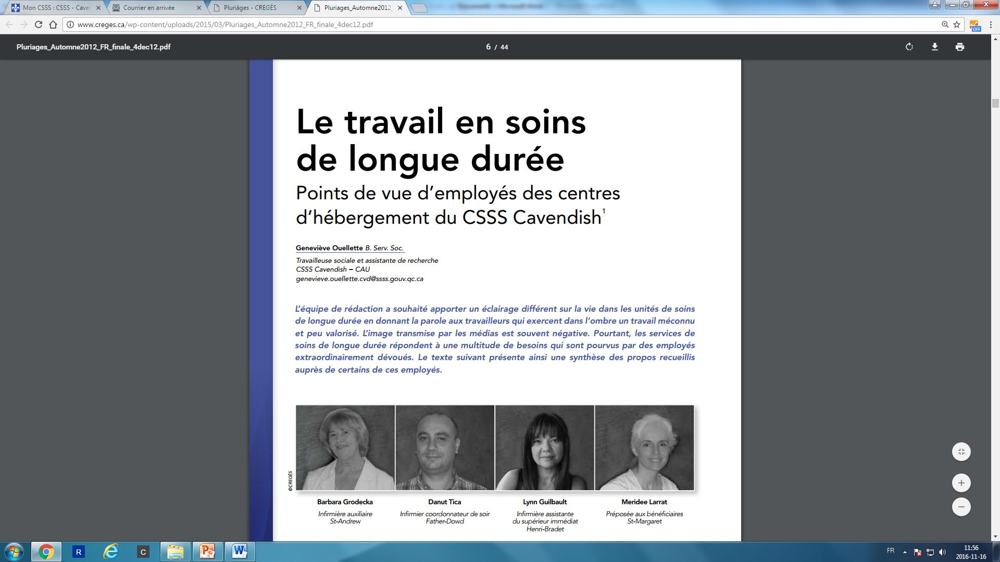 Mon CSSS : CSSS - Caver
Courrier en arrivée
Pluriâges - CREGÉS
Pluriages_Automne2012_
www.creges.ca/wp-content/uploads/2015/03/Pluriages_Automne2012_FR_finale_4dec12.pdf
OFF
Pluriages_Automne2012_FR_finale_4dec12.pdf
6 / 44
Le travail en soins
de longue durée
Points de vue d’employés des centres
d’hébergement du CSSS Cavendish1
Geneviève Ouellette B. Serv. Soc.
Travailleuse sociale et assistante de recherche
CSSS Cavendish – CAU
genevieve.ouellette.cvd@ssss.gouv.qc.ca
L’équipe de rédaction a souhaité apporter un éclairage différent sur la vie dans les unités de soins
de longue durée en donnant la parole aux travailleurs qui exercent dans l’ombre un travail méconnu
et peu valorisé. L’image transmise par les médias est souvent négative. Pourtant, les services de
soins de longue durée répondent à une multitude de besoins qui sont pourvus par des employés
extraordinairement dévoués. Le texte suivant présente ainsi une synthèse des propos recueillis
auprès de certains de ces employés.
©CREGÉS
Barbara Grodecka
Infirmière auxiliaire
St-Andrew
Danut Tica
Infirmier coordonnateur de soir
Father-Dowd
Lynn Guilbault
Infirmière assistante
du supérieur immédiat
Henri-Bradet
Meridee Larrat
Préposée aux bénéficiaires
St-Margaret
R
C
FR
11:56
2016-11-16